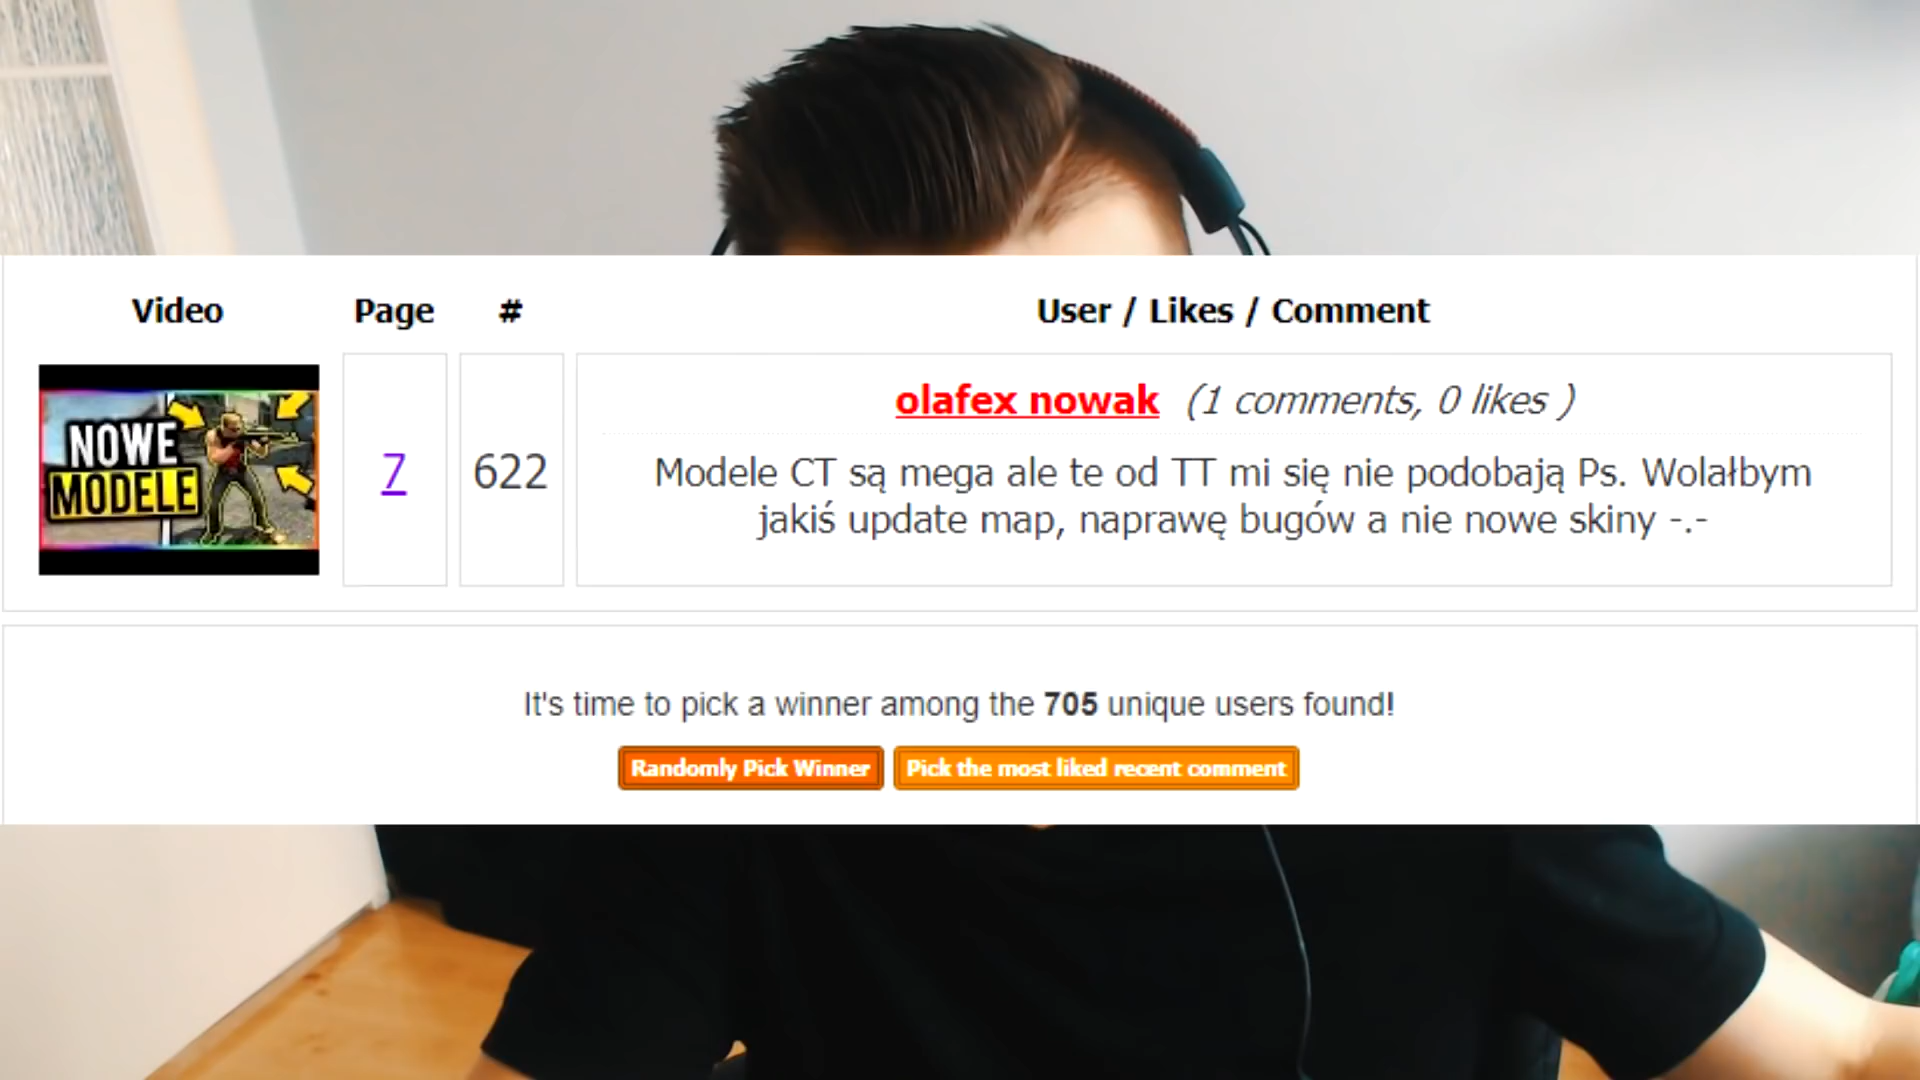 Video Page # User / Likes / Comment
NOWE
MODELE
7
622
olafex nowak (1 comments, 0 likes )
Modele CT są mega ale te od TT mi się nie podobają Ps. Wolałbym
jakiś update map, naprawę bugów a nie nowe skiny -.-
It's time to pick a winner among the 705 unique users found!
Randomly Pick Winner Pick the most liked recent comment